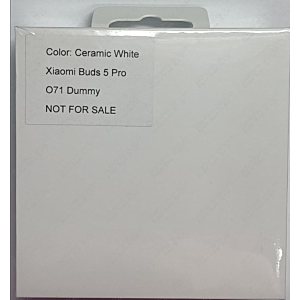 Color: Ceramic White
Xiaomi Buds 5 Pro
O71 Dummy
NOT FOR SALE